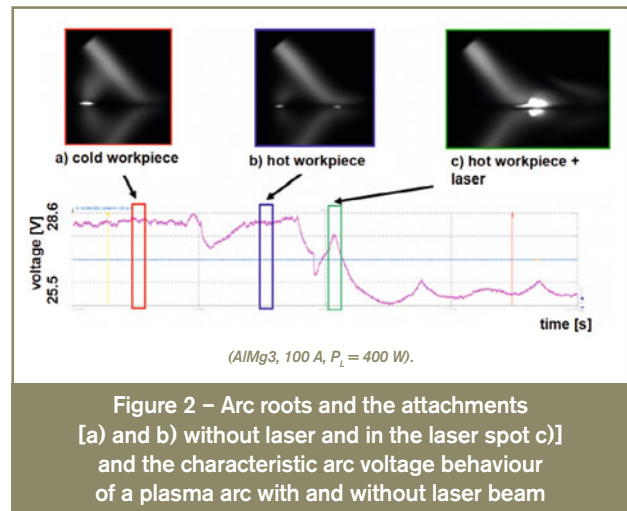 a) cold workpiece
b) hot workpiece
c) hot workpiece +
laser
voltage [V]
28.6
25.5
time [s]
(AlMg3, 100 A, P_L = 400 W).
Figure 2 – Arc roots and the attachments
[a) and b) without laser and in the laser spot c)]
and the characteristic arc voltage behaviour
of a plasma arc with and without laser beam